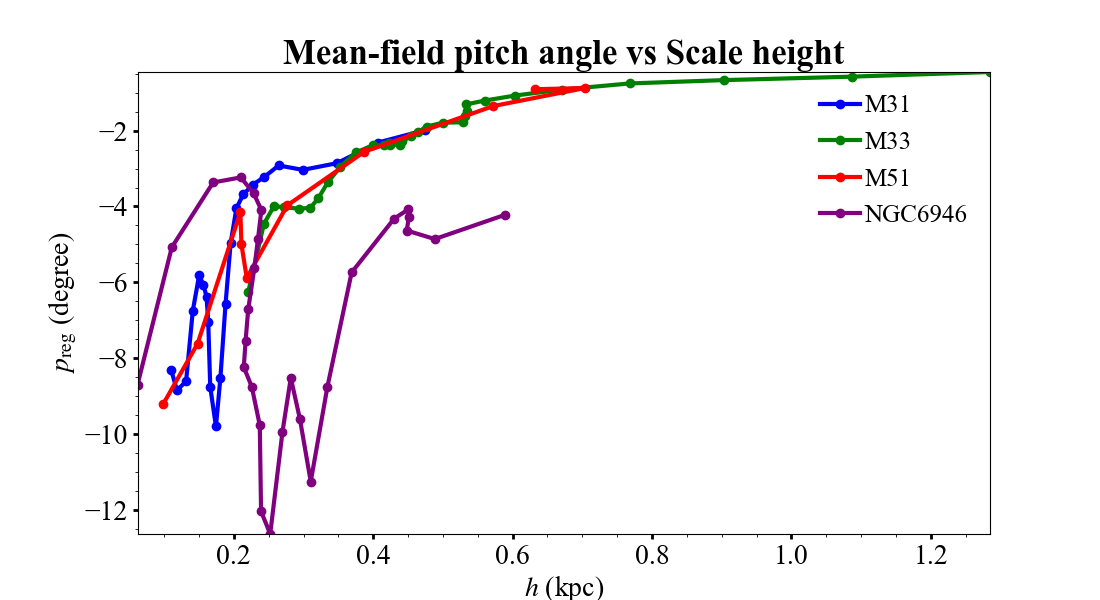 Mean-field pitch angle vs Scale height
M31
M33
M51
NGC6946
−2
−4
−6
−8
−10
−12
p_reg (degree)
0.2 0.4 0.6 0.8 1.0 1.2
h (kpc)